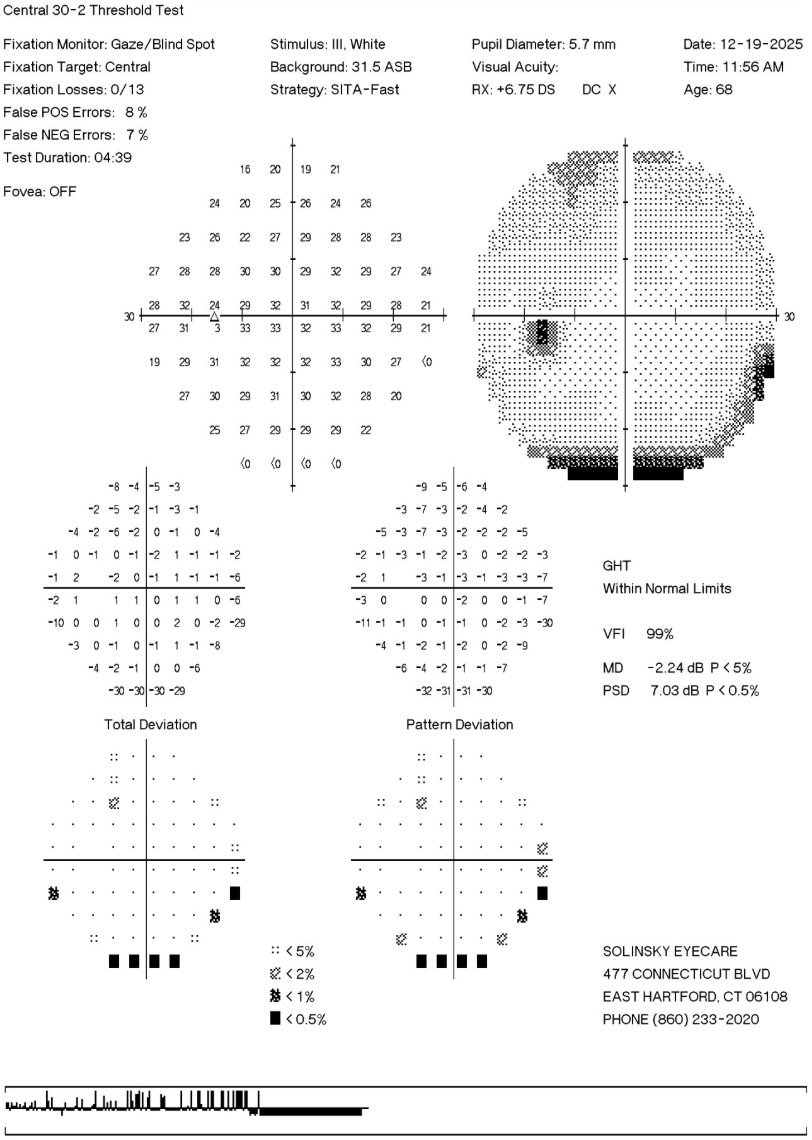 Central 30-2 Threshold Test
Fixation Monitor: Gaze/Blind Spot Stimulus: III, White Pupil Diameter: 5.7 mm Date: 12-19-2025
Fixation Target: Central Background: 31.5 ASB Visual Acuity: Time: 11:56 AM
Fixation Losses: 0/13 Strategy: SITA-Fast RX: +6.75 DS DC X Age: 68
False POS Errors: 8 %
False NEG Errors: 7 %
Test Duration: 04:39
Fovea: OFF
16 20 19 21
24 20 25 26 24 26
23 26 22 27 29 28 28 23
27 28 28 30 30 29 32 29 27 24
28 32 24 29 32 31 32 29 28 21
30 30
27 31 3 33 33 32 33 32 29 21
19 29 31 32 32 32 33 30 27 <0
27 30 29 31 30 32 28 20
25 27 29 29 29 22
<0 <0 <0 <0
-8 -4 -5 -3 -9 -5 -6 -4
-2 -5 -2 -1 -3 -1 -3 -7 -3 -2 -4 -2
-4 -2 -6 -2 0 -1 0 -4 -5 -3 -7 -3 -2 -2 -2 -5
-1 0 -1 0 -1 -2 1 -1 -1 -2 -2 -1 -3 -1 -3 -3 0 -2 -2 -3
-1 2 -2 0 -1 1 -1 -1 -6 -2 1 -3 -1 -3 -1 -3 -3 -7
-2 1 1 1 0 1 1 0 -6 -3 0 0 0 -2 0 0 -1 -7
-10 0 0 1 0 0 2 0 -2 -29 -11 -1 -1 0 -1 -1 0 -2 -3 -30
-3 0 -1 0 -1 1 -1 -8 -4 -1 -2 -1 -2 0 -2 -9
-4 -2 -1 0 0 -6 -6 -4 -2 -1 -1 -7
-30 -30 -30 -29 -32 -31 -31 -30
GHT
Within Normal Limits
VFI 99%
MD -2.24 dB P < 5%
PSD 7.03 dB P < 0.5%
Total Deviation Pattern Deviation
< 5%
< 2%
< 1%
< 0.5%
SOLINSKY EYECARE
477 CONNECTICUT BLVD
EAST HARTFORD, CT 06108
PHONE (860) 233-2020